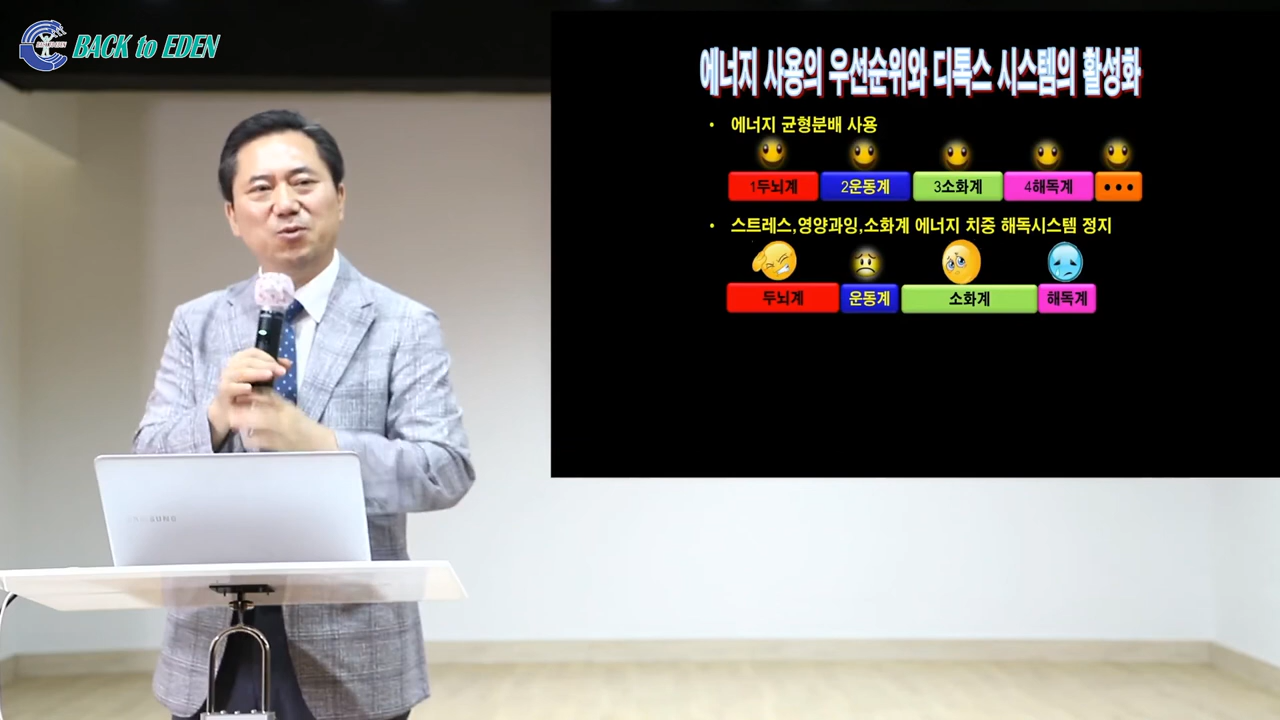 BACK to EDEN
에너지 사용의 우선순위와 디톡스 시스템의 활성화
• 에너지 균형분배 사용
1두뇌계 2운동계 3소화계 4해독계 •••
• 스트레스,영양과잉,소화계 에너지 치중 해독시스템 정지
두뇌계 운동계 소화계 해독계
SAMSUNG